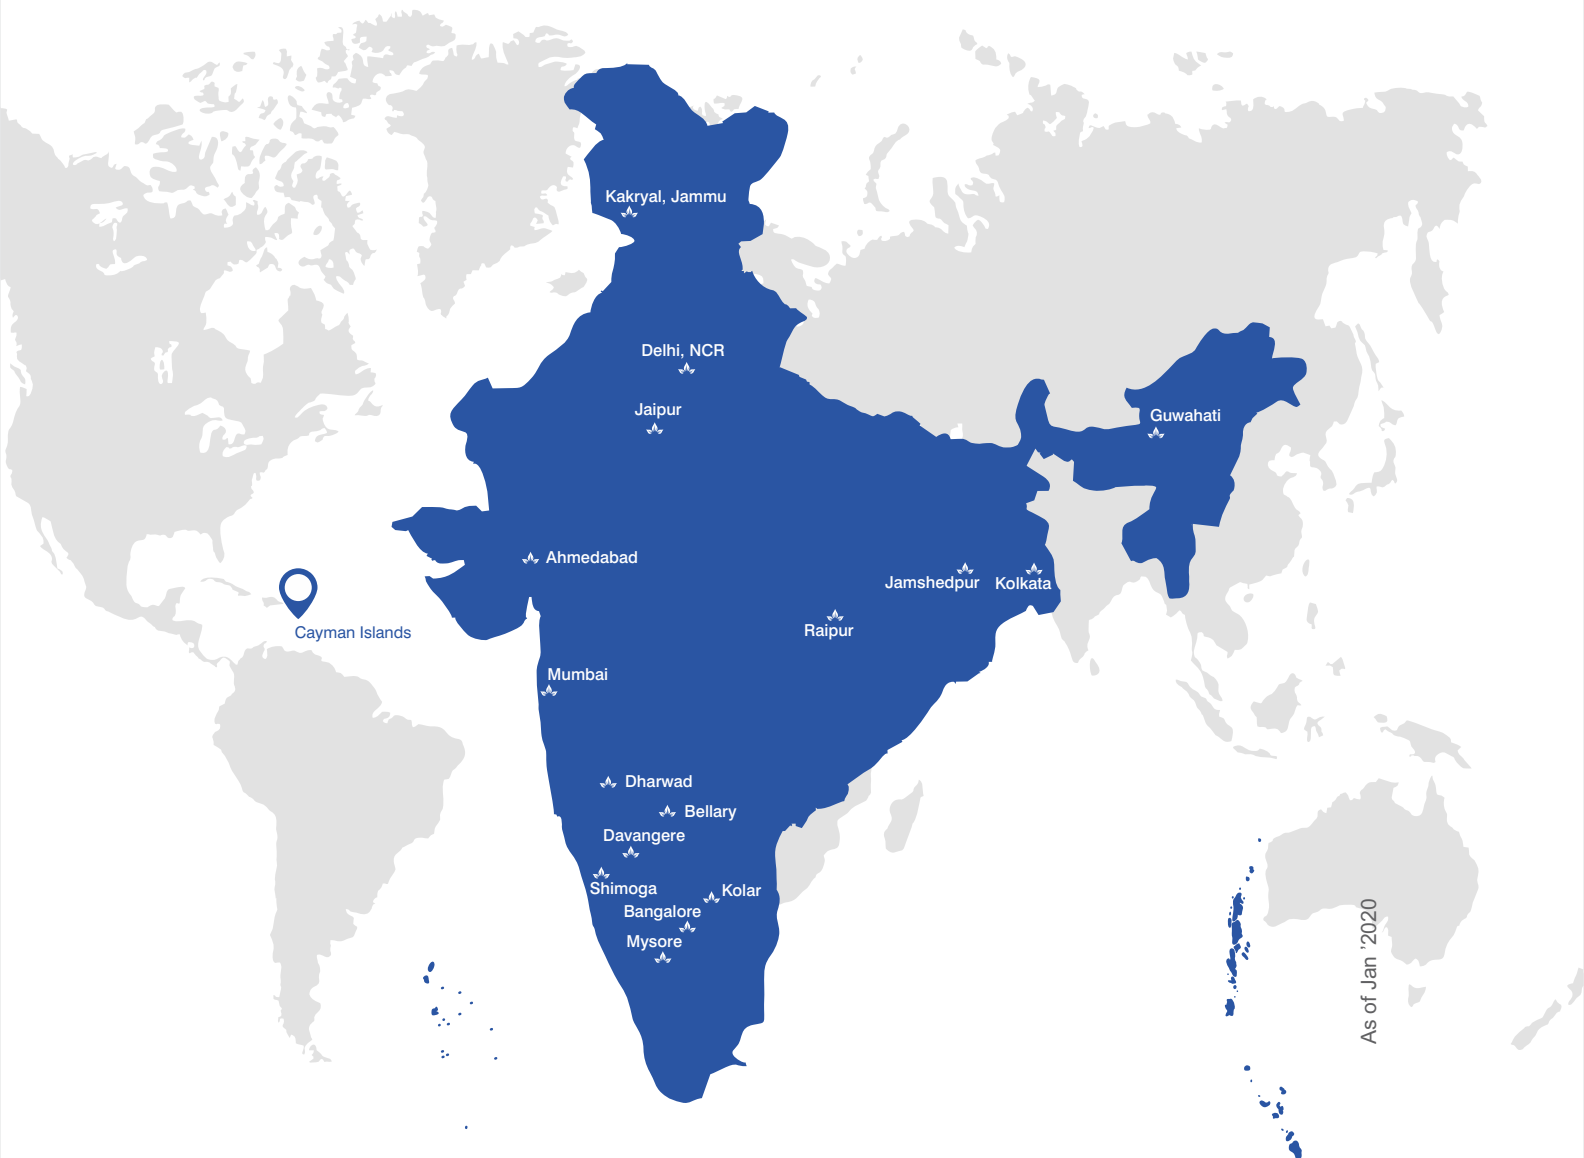 Kakryal, Jammu
Delhi, NCR
Jaipur
Guwahati
Ahmedabad
Jamshedpur
Kolkata
Raipur
Cayman Islands
Mumbai
Dharwad
Bellary
Davangere
Shimoga
Kolar
Bangalore
Mysore
As of Jan '2020